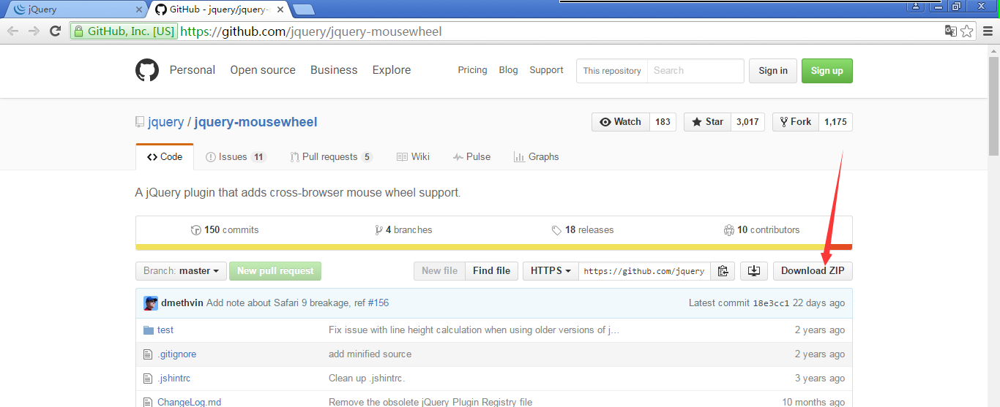 jQuery GitHub - jquery/jquery-
GitHub, Inc. [US] https://github.com/jquery/jquery-mousewheel
Personal Open source Business Explore Pricing Blog Support This repository Search Sign in Sign up
jquery / jquery-mousewheel Watch 183 Star 3,017 Fork 1,175
Code Issues 11 Pull requests 5 Wiki Pulse Graphs
A jQuery plugin that adds cross-browser mouse wheel support.
150 commits 4 branches 18 releases 10 contributors
Branch: master New pull request New file Find file HTTPS https://github.com/jquery Download ZIP
dmethvin Add note about Safari 9 breakage, ref #156 Latest commit 18e3cc1 22 days ago
test Fix issue with line height calculation when using older versions of j… 2 years ago
.gitignore add minified source 2 years ago
.jshintrc Clean up .jshintrc. 3 years ago
ChangeLog.md Remove the obsolete jQuery Plugin Registry file 10 months ago